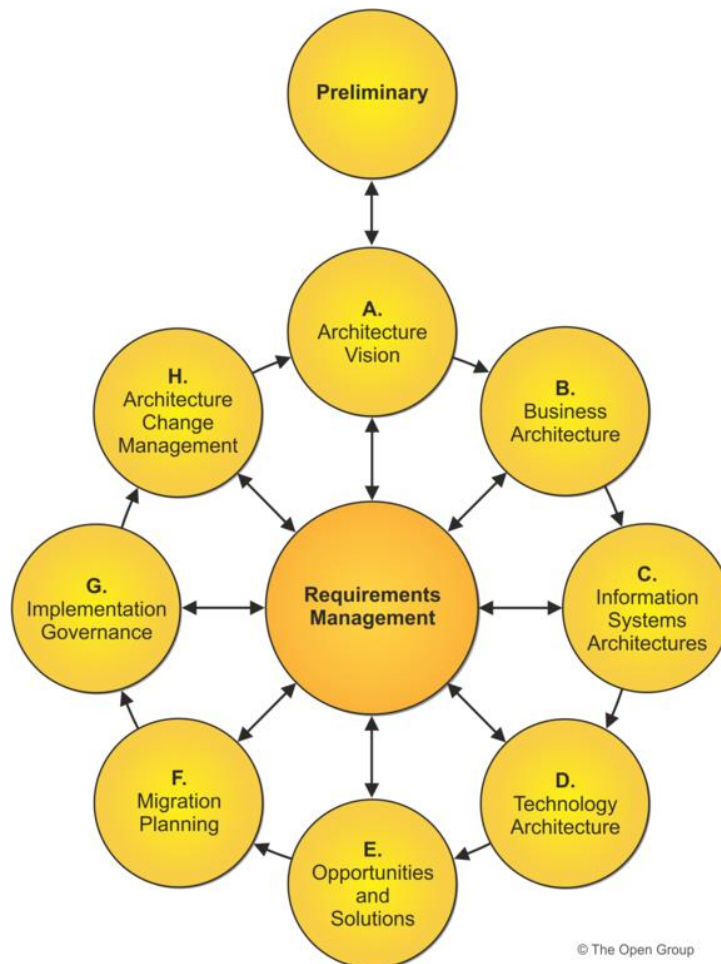 Preliminary
A.
Architecture
Vision
B.
Business
Architecture
C.
Information
Systems
Architectures
D.
Technology
Architecture
E.
Opportunities
and
Solutions
F.
Migration
Planning
G.
Implementation
Governance
H.
Architecture
Change
Management
Requirements
Management
© The Open Group